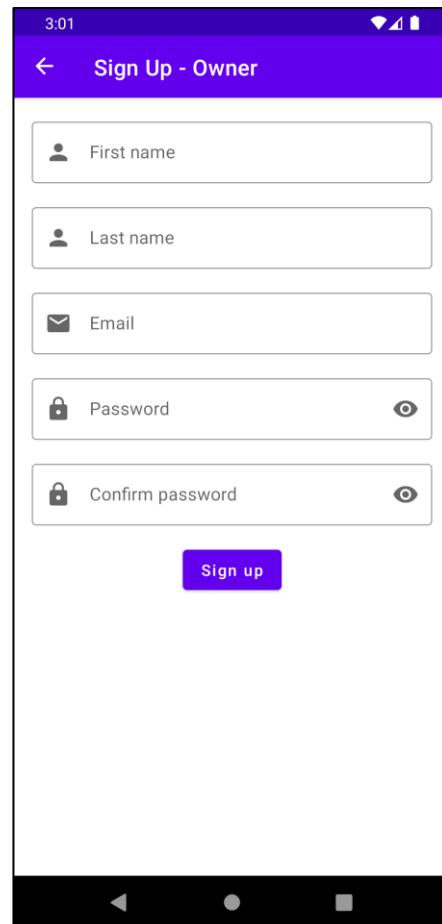 3:01
Sign Up - Owner
First name
Last name
Email
Password
Confirm password
Sign up